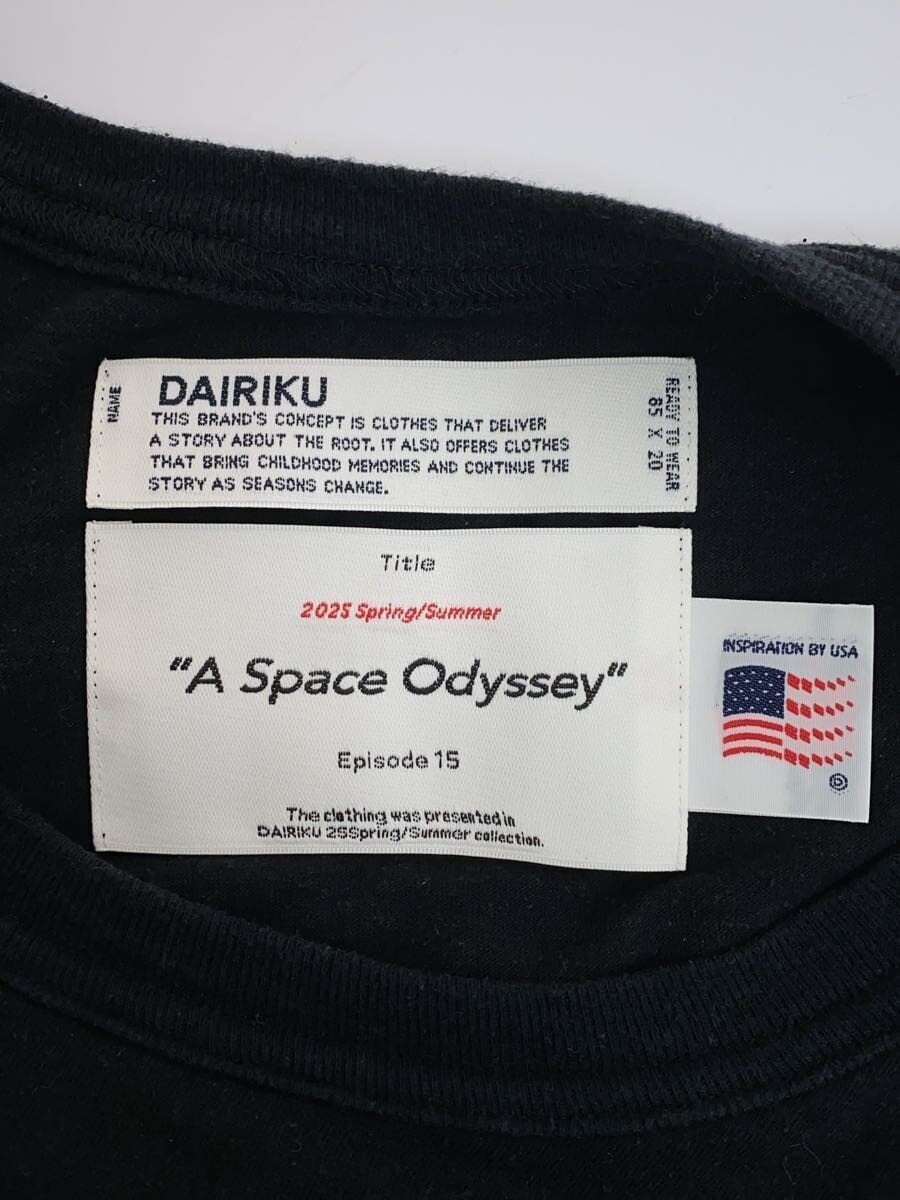 NAME
DAIRIKU
THIS BRAND'S CONCEPT IS CLOTHES THAT DELIVER
A STORY ABOUT THE ROOT. IT ALSO OFFERS CLOTHES
THAT BRING CHILDHOOD MEMORIES AND CONTINUE THE
STORY AS SEASONS CHANGE.
READY TO WEAR
85 X 20
Title
2025 Spring/Summer
"A Space Odyssey"
Episode 15
The clothing was presented in
DAIRIKU 25Spring/Summer collection.
INSPIRATION BY USA
©